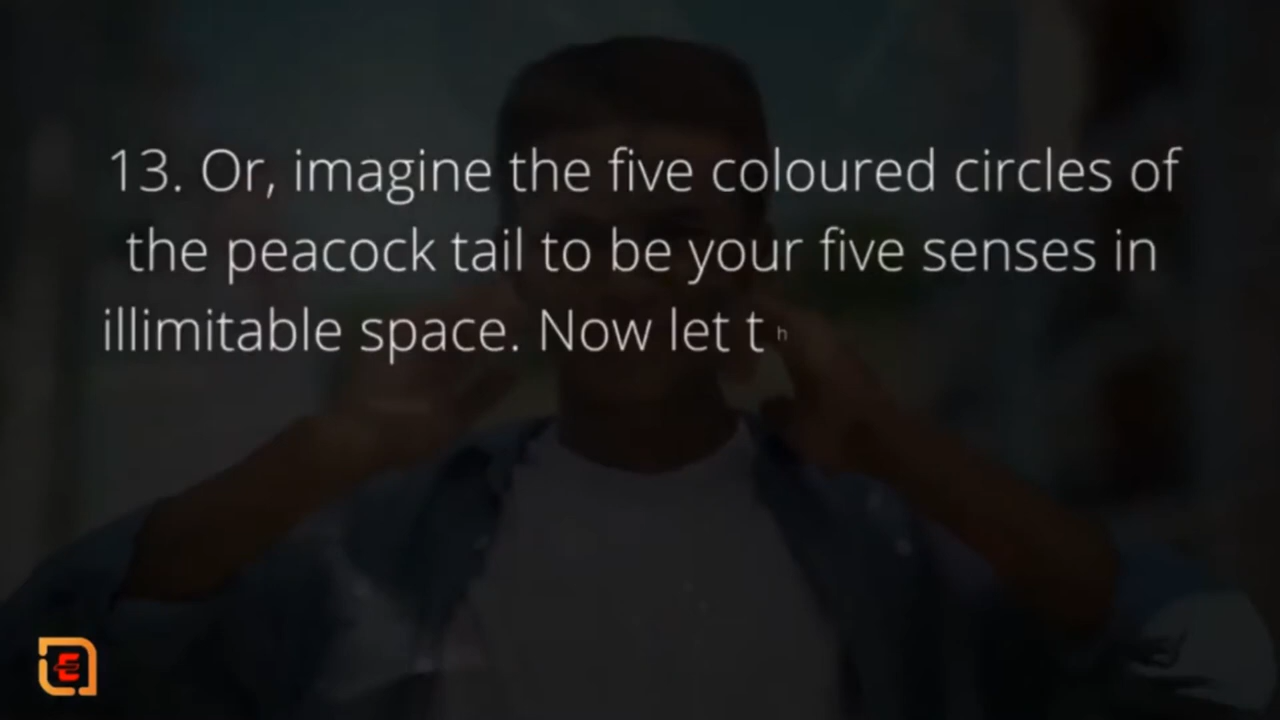 13. Or, imagine the five coloured circles of
the peacock tail to be your five senses in
illimitable space. Now let th
E